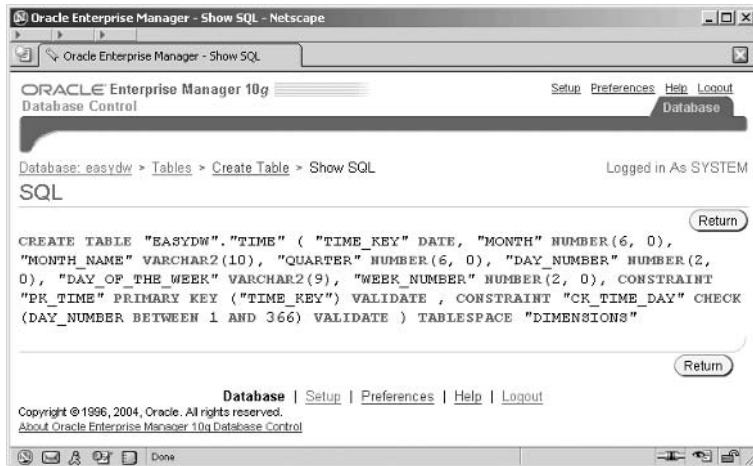 Oracle Enterprise Manager - Show SQL - Netscape
Oracle Enterprise Manager - Show SQL
ORACLE Enterprise Manager 10g
Database Control
Setup Preferences Help Logout
Database
Database: easydw > Tables > Create Table > Show SQL
Logged in As SYSTEM
SQL
Return
CREATE TABLE "EASYDW"."TIME" ( "TIME_KEY" DATE, "MONTH" NUMBER(6, 0),
"MONTH_NAME" VARCHAR2(10), "QUARTER" NUMBER(6, 0), "DAY_NUMBER" NUMBER(2,
0), "DAY_OF_THE_WEEK" VARCHAR2(9), "WEEK_NUMBER" NUMBER(2, 0), CONSTRAINT
"PK_TIME" PRIMARY KEY ("TIME_KEY") VALIDATE , CONSTRAINT "CK_TIME_DAY" CHECK
(DAY_NUMBER BETWEEN 1 AND 366) VALIDATE ) TABLESPACE "DIMENSIONS"
Return
Database | Setup | Preferences | Help | Logout
Copyright © 1996, 2004, Oracle. All rights reserved.
About Oracle Enterprise Manager 10g Database Control
Done